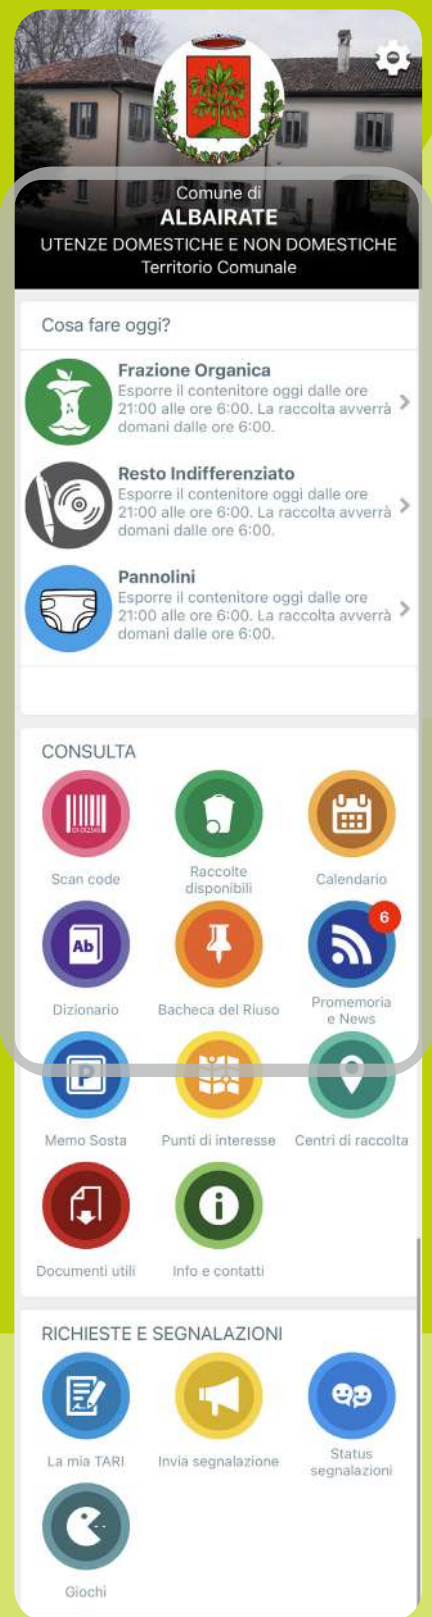 Comune di
ALBAIRATE
UTENZE DOMESTICHE E NON DOMESTICHE
Territorio Comunale
Cosa fare oggi?
Frazione Organica
Esporre il contenitore oggi dalle ore
21:00 alle ore 6:00. La raccolta avverrà
domani dalle ore 6:00.
Resto Indifferenziato
Esporre il contenitore oggi dalle ore
21:00 alle ore 6:00. La raccolta avverrà
domani dalle ore 6:00.
Pannolini
Esporre il contenitore oggi dalle ore
21:00 alle ore 6:00. La raccolta avverrà
domani dalle ore 6:00.
CONSULTA
Scan code
Raccolte
disponibili
Calendario
Ab
6
Dizionario
Bacheca del Riuso
Promemoria
e News
P
Memo Sosta
Punti di interesse
Centri di raccolta
Documenti utili
Info e contatti
RICHIESTE E SEGNALAZIONI
La mia TARI
Invia segnalazione
Status
segnalazioni
Giochi